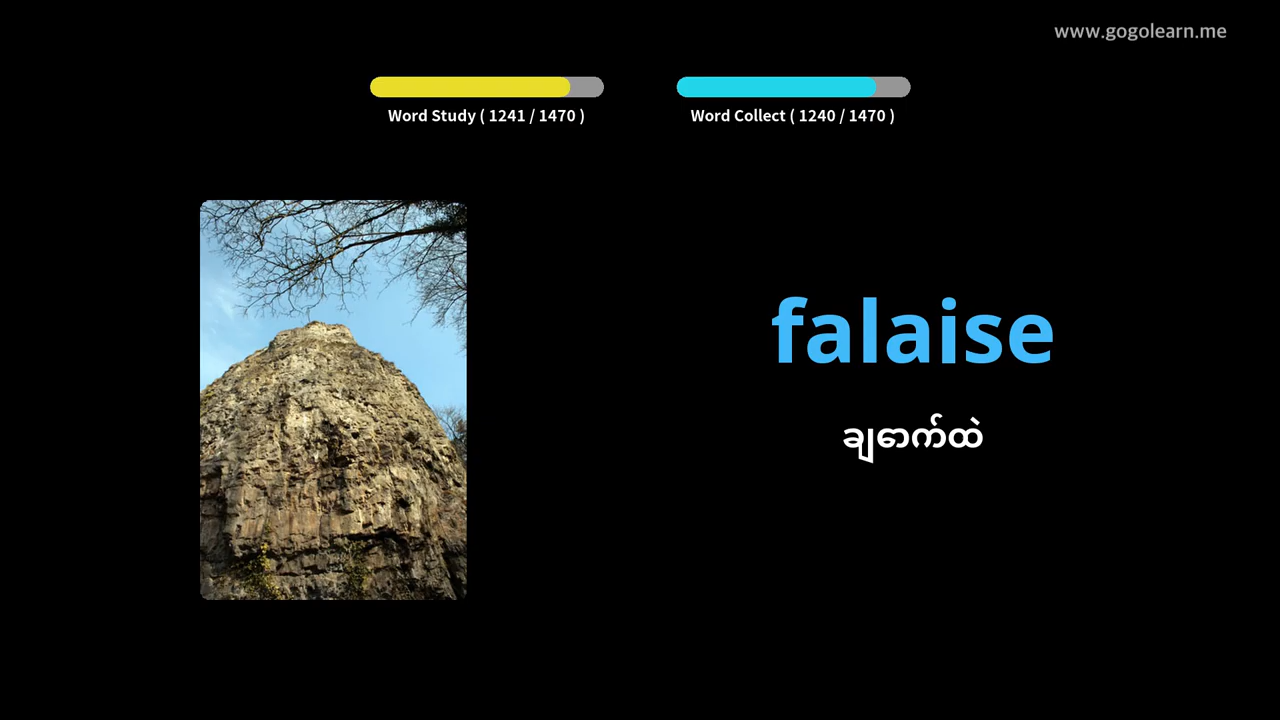 www.gogolearn.me
Word Study ( 1241 / 1470 )
Word Collect ( 1240 / 1470 )
falaise
ချောက်ထဲ